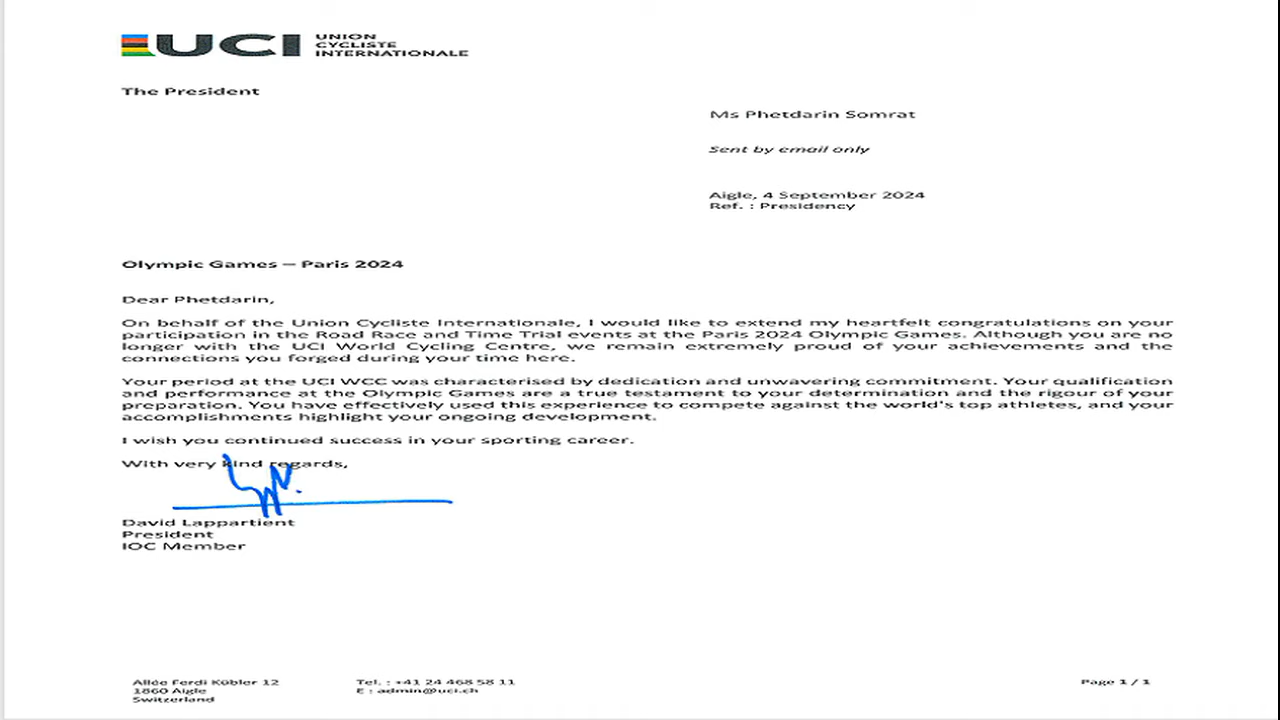 UCI UNION
CYCLISTE
INTERNATIONALE
The President
Ms Phetdarin Somrat
Sent by email only
Aigle, 4 September 2024
Ref. : Presidency
Olympic Games – Paris 2024
Dear Phetdarin,
On behalf of the Union Cycliste Internationale, I would like to extend my heartfelt congratulations on your
participation in the Road Race and Time Trial events at the Paris 2024 Olympic Games. Although you are no
longer with the UCI World Cycling Centre, we remain extremely proud of your achievements and the
connections you forged during your time here.
Your period at the UCI WCC was characterised by dedication and unwavering commitment. Your qualification
and performance at the Olympic Games are a true testament to your determination and the rigour of your
preparation. You have effectively used this experience to compete against the world's top athletes, and your
accomplishments highlight your ongoing development.
I wish you continued success in your sporting career.
With very kind regards,
David Lappartient
President
IOC Member
Allée Ferdi Kübler 12
1860 Aigle
Switzerland
Tel. : +41 24 468 58 11
E : admin@uci.ch
Page 1 / 1